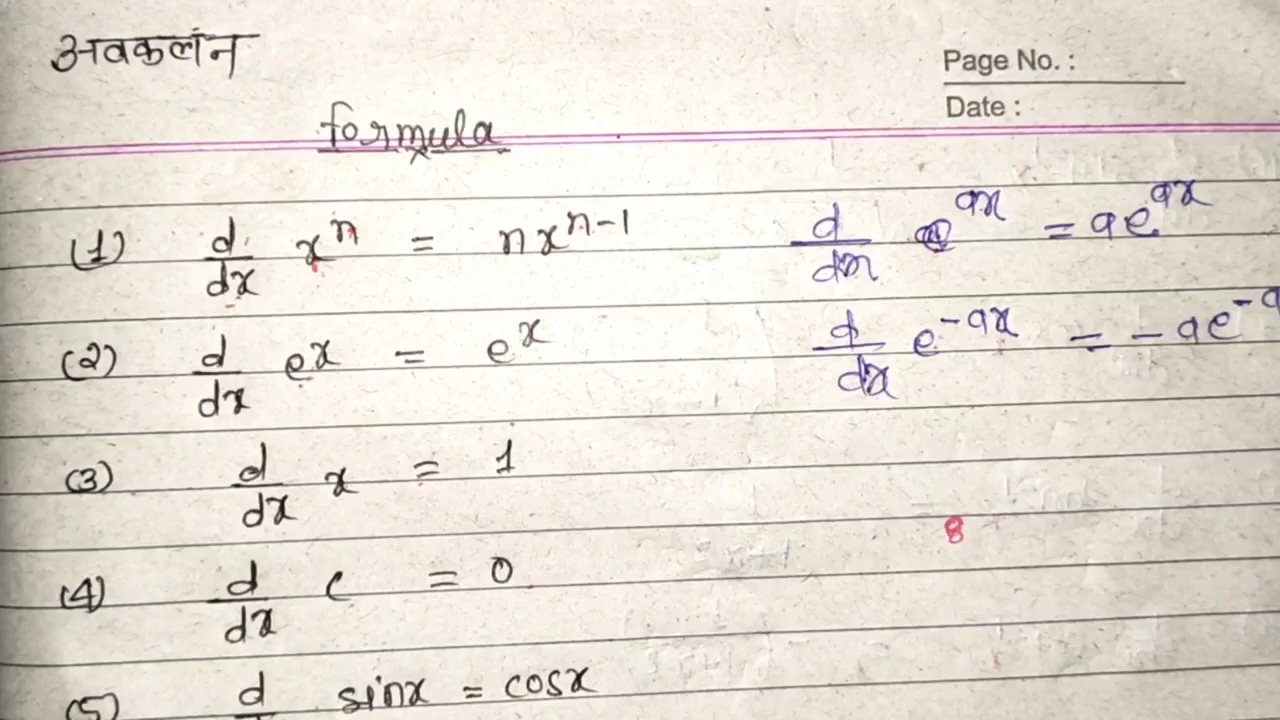 अवकलन
Page No. :
Date :
formula
(1) d/dx x^n = nx^{n-1}
d/dx e^{ax} = ae^{ax}
(2) d/dx e^x = e^x
d/dx e^{-ax} = -ae^{-a
(3) d/dx x = 1
8
(4) d/dx c = 0
(5) d sinx = cosx